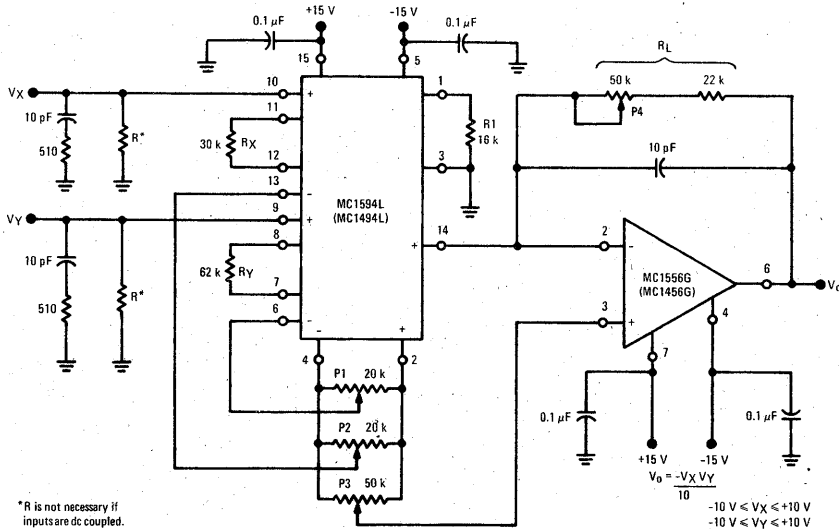 +15 V
-15 V
0.1 µF
0.1 µF
15
5
R_L
V_X
10
+
1
50 k
22 k
11
P4
10 pF
R*
30 k
R_X
R1
16 k
510
12
3
10 pF
13
-
MC1594L
(MC1494L)
V_Y
9
+
14
+
2
-
8
MC1556G
(MC1456G)
6
V_o
10 pF
62 k
R_Y
R*
7
3
+
4
510
6
-
+
4
2
7
P1
20 k
0.1 µF
0.1 µF
P2
20 k
P3
50 k
+15 V
-15 V
V_o = -V_X V_Y
10
*R is not necessary if
inputs are dc coupled.
-10 V ≤ V_X ≤ +10 V
-10 V ≤ V_Y ≤ +10 V